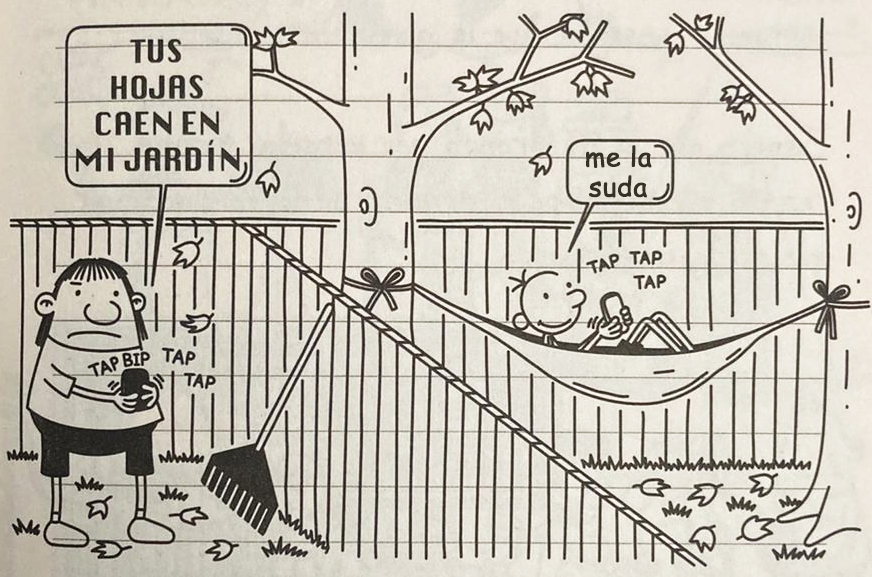 TUS
HOJAS
CAEN EN
MI JARDÍN
me la
suda
TAP TAP
TAP
TAP BIP TAP
TAP